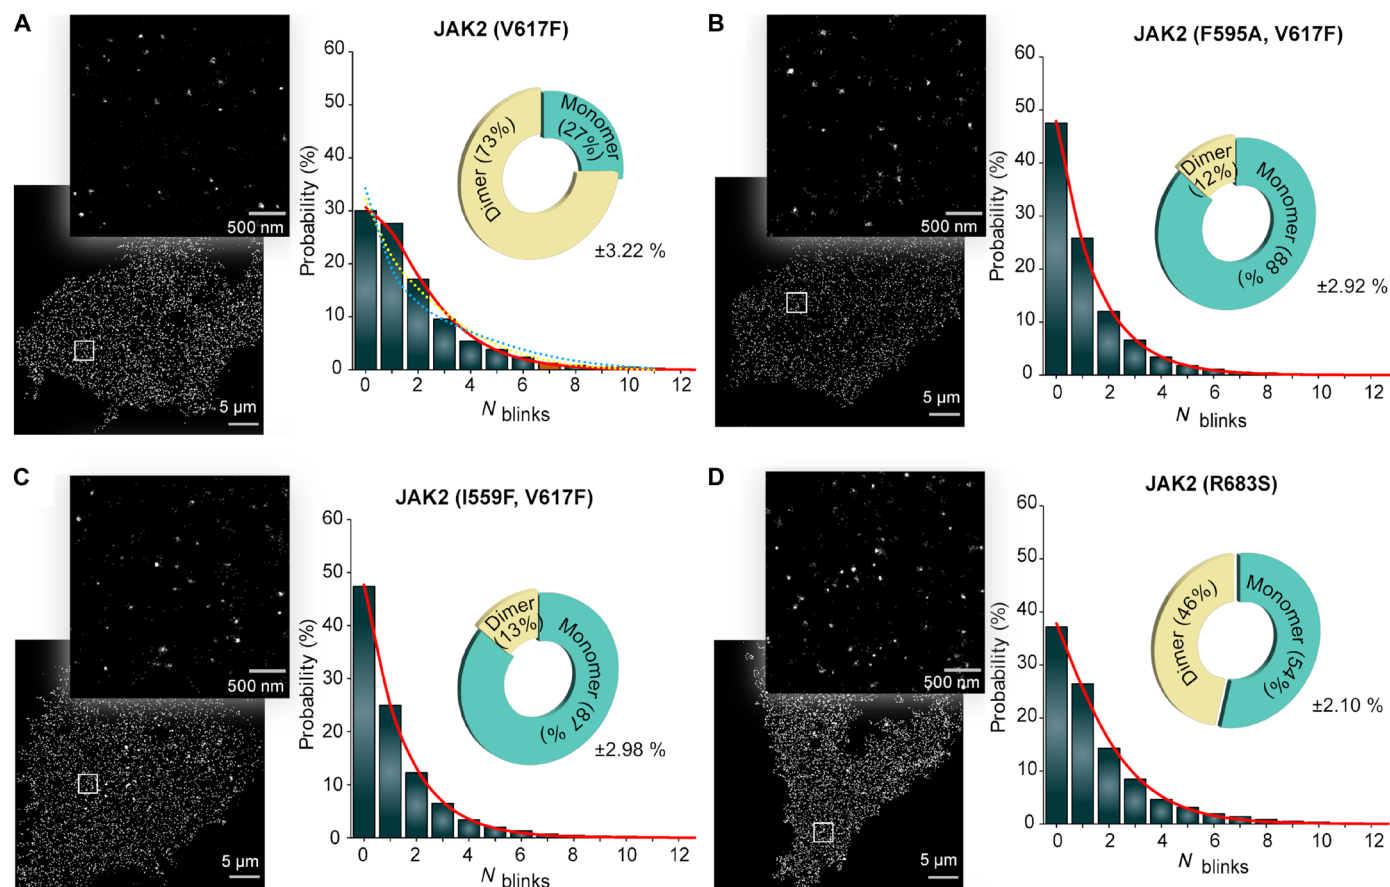 A
JAK2 (V617F)
500 nm
5 µm
Probability (%)
60
50
40
30
20
10
0
0 2 4 6 8 10 12
N blinks
Monomer
(27%)
Dimer (73%)
±3.22 %
B
JAK2 (F595A, V617F)
500 nm
5 µm
Probability (%)
60
50
40
30
20
10
0
0 2 4 6 8 10 12
N blinks
Dimer
(12%)
Monomer (88 %)
±2.92 %
C
JAK2 (I559F, V617F)
500 nm
5 µm
Probability (%)
60
50
40
30
20
10
0
0 2 4 6 8 10 12
N blinks
Dimer
(13%)
Monomer (87 %)
±2.98 %
D
JAK2 (R683S)
500 nm
5 µm
Probability (%)
60
50
40
30
20
10
0
0 2 4 6 8 10 12
N blinks
Dimer (46%)
Monomer (54%)
±2.10 %